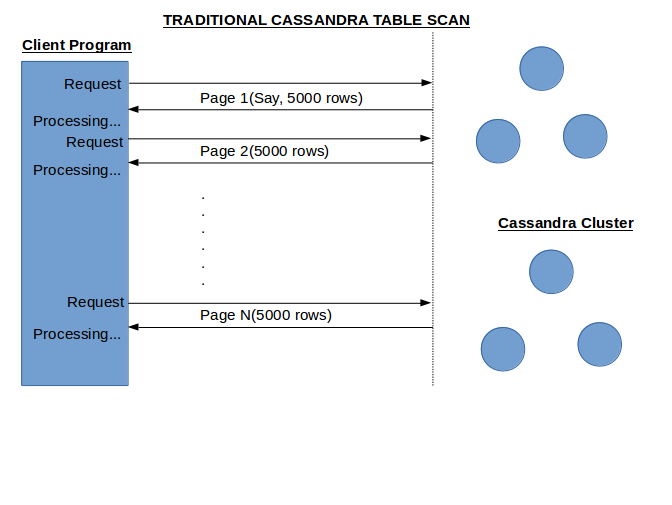 TRADITIONAL CASSANDRA TABLE SCAN
Client Program
Request
Page 1(Say, 5000 rows)
Processing...
Request
Page 2(5000 rows)
Processing...
.
.
.
.
.
.
Cassandra Cluster
Request
Page N(5000 rows)
Processing...